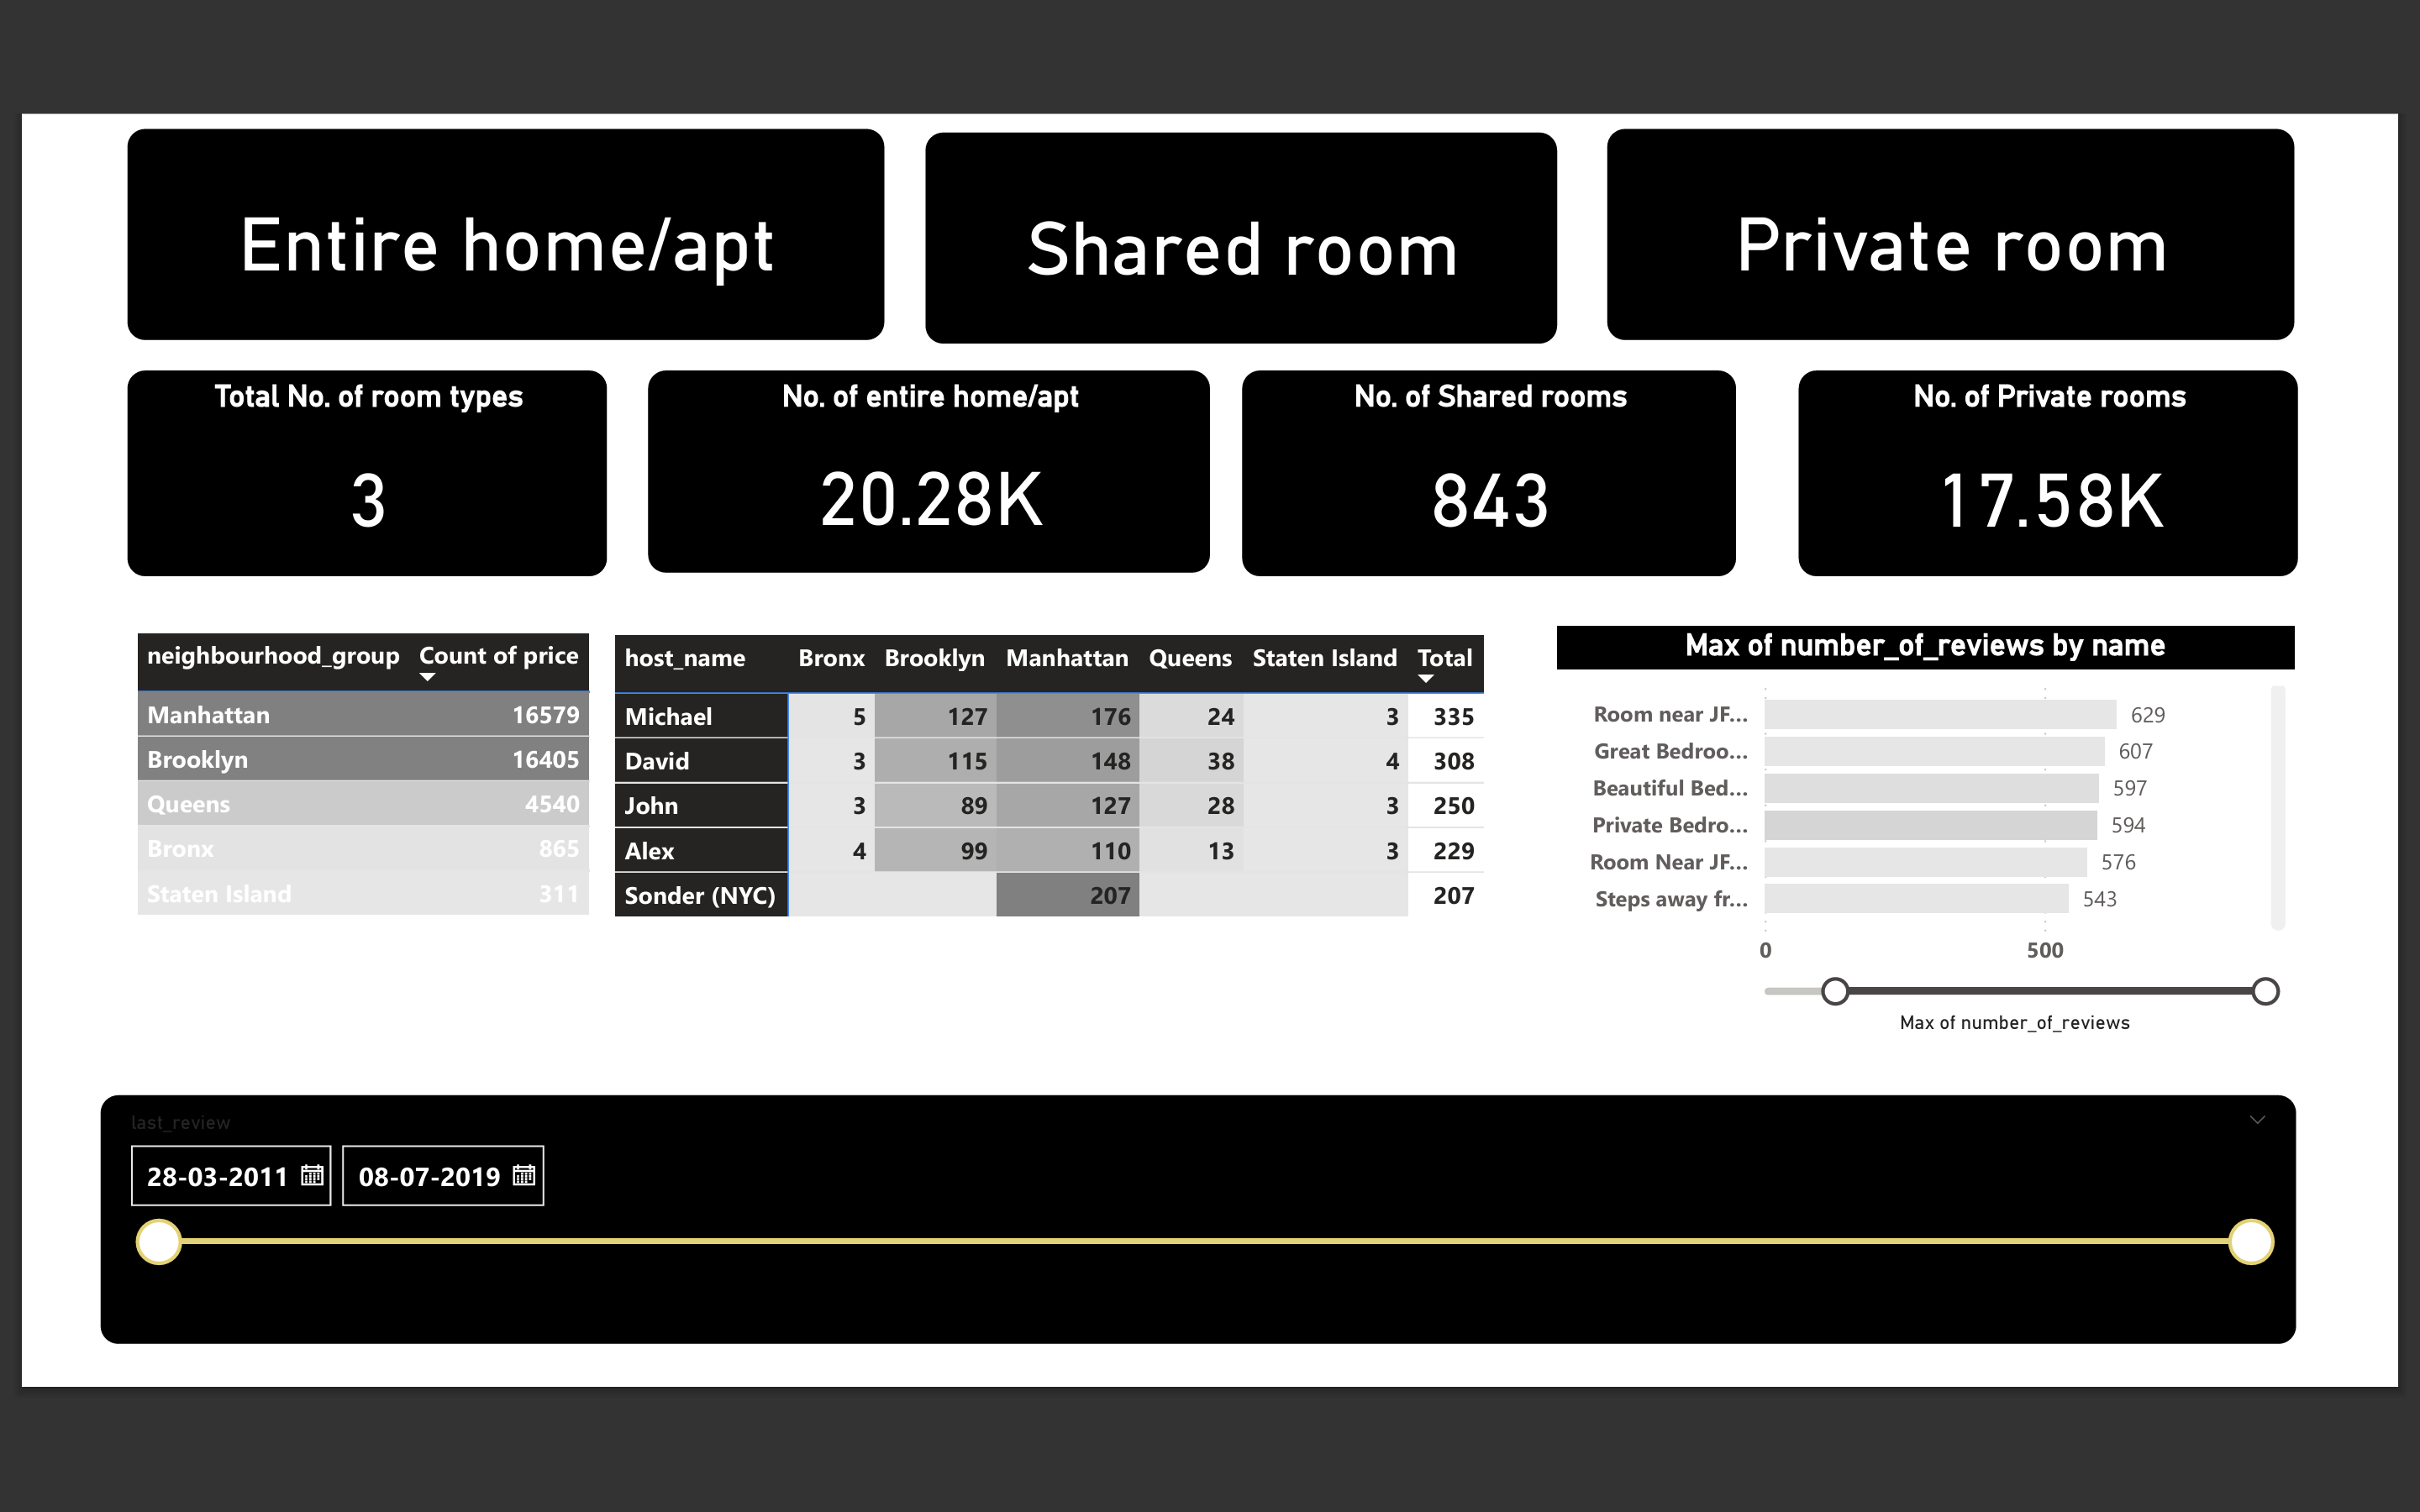 Entire home/apt
Shared room
Private room
Total No. of room types
3
No. of entire home/apt
20.28K
No. of Shared rooms
843
No. of Private rooms
17.58K
neighbourhood_group Count of price
Manhattan 16579
Brooklyn 16405
Queens 4540
Bronx 865
Staten Island 311
host_name Bronx Brooklyn Manhattan Queens Staten Island Total
Michael 5 127 176 24 3 335
David 3 115 148 38 4 308
John 3 89 127 28 3 250
Alex 4 99 110 13 3 229
Sonder (NYC) 207 207
Max of number_of_reviews by name
Room near JF... 629
Great Bedroo... 607
Beautiful Bed... 597
Private Bedro... 594
Room Near JF... 576
Steps away fr... 543
0 500
Max of number_of_reviews
last_review
28-03-2011 08-07-2019